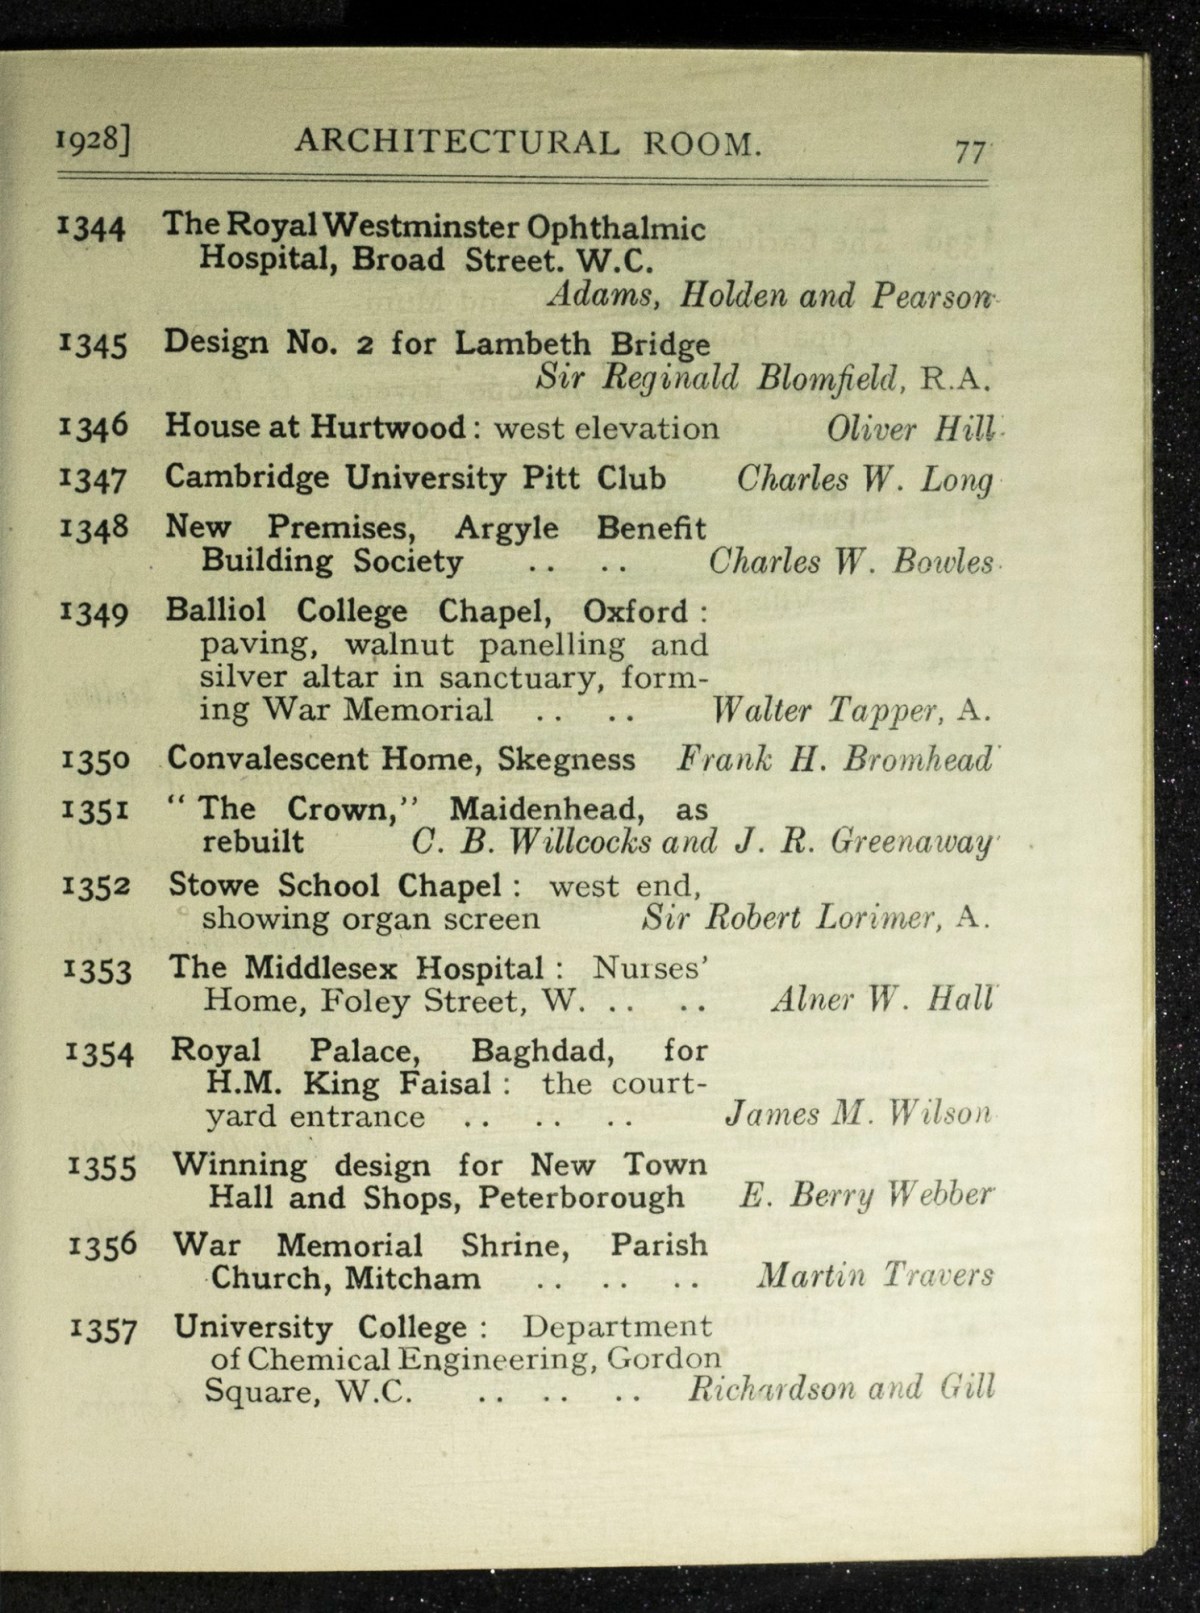 1928] ARCHITECTURAL ROOM. 77
1344 The Royal Westminster Ophthalmic
Hospital, Broad Street. W.C.
Adams, Holden and Pearson
1345 Design No. 2 for Lambeth Bridge
Sir Reginald Blomfield, R.A.
1346 House at Hurtwood: west elevation Oliver Hill
1347 Cambridge University Pitt Club Charles W. Long
1348 New Premises, Argyle Benefit
Building Society .. .. Charles W. Bowles
1349 Balliol College Chapel, Oxford :
paving, walnut panelling and
silver altar in sanctuary, form-
ing War Memorial .. .. Walter Tapper, A.
1350 Convalescent Home, Skegness Frank H. Bromhead
1351 “ The Crown,” Maidenhead, as
rebuilt C. B. Willcocks and J. R. Greenaway
1352 Stowe School Chapel : west end,
showing organ screen Sir Robert Lorimer, A.
1353 The Middlesex Hospital : Nurses’
Home, Foley Street, W. .. .. Alner W. Hall
1354 Royal Palace, Baghdad, for
H.M. King Faisal : the court-
yard entrance .. .. .. James M. Wilson
1355 Winning design for New Town
Hall and Shops, Peterborough E. Berry Webber
1356 War Memorial Shrine, Parish
Church, Mitcham .. .. .. Martin Travers
1357 University College : Department
of Chemical Engineering, Gordon
Square, W.C. .. .. .. Richardson and Gill